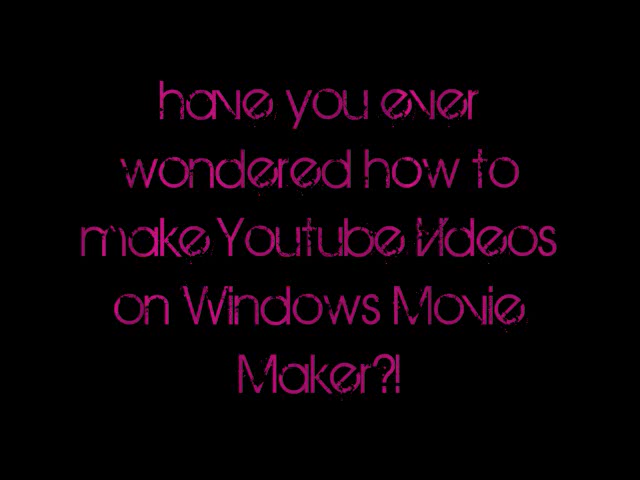 have you ever
wondered how to
make Youtube Videos
on Windows Movie
Maker?!